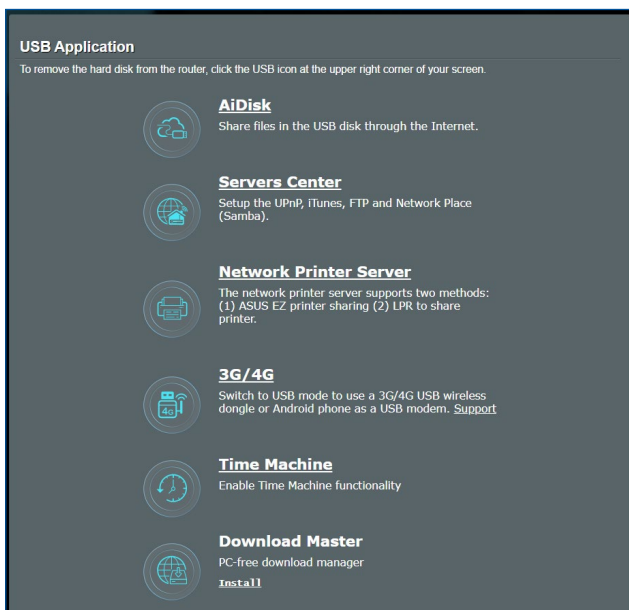 USB Application
To remove the hard disk from the router, click the USB icon at the upper right corner of your screen.
AiDisk
Share files in the USB disk through the Internet.
Servers Center
Setup the UPnP, iTunes, FTP and Network Place
(Samba).
Network Printer Server
The network printer server supports two methods:
(1) ASUS EZ printer sharing (2) LPR to share
printer.
3G/4G
4G
Switch to USB mode to use a 3G/4G USB wireless
dongle or Android phone as a USB modem. Support
Time Machine
Enable Time Machine functionality
Download Master
PC-free download manager
Install